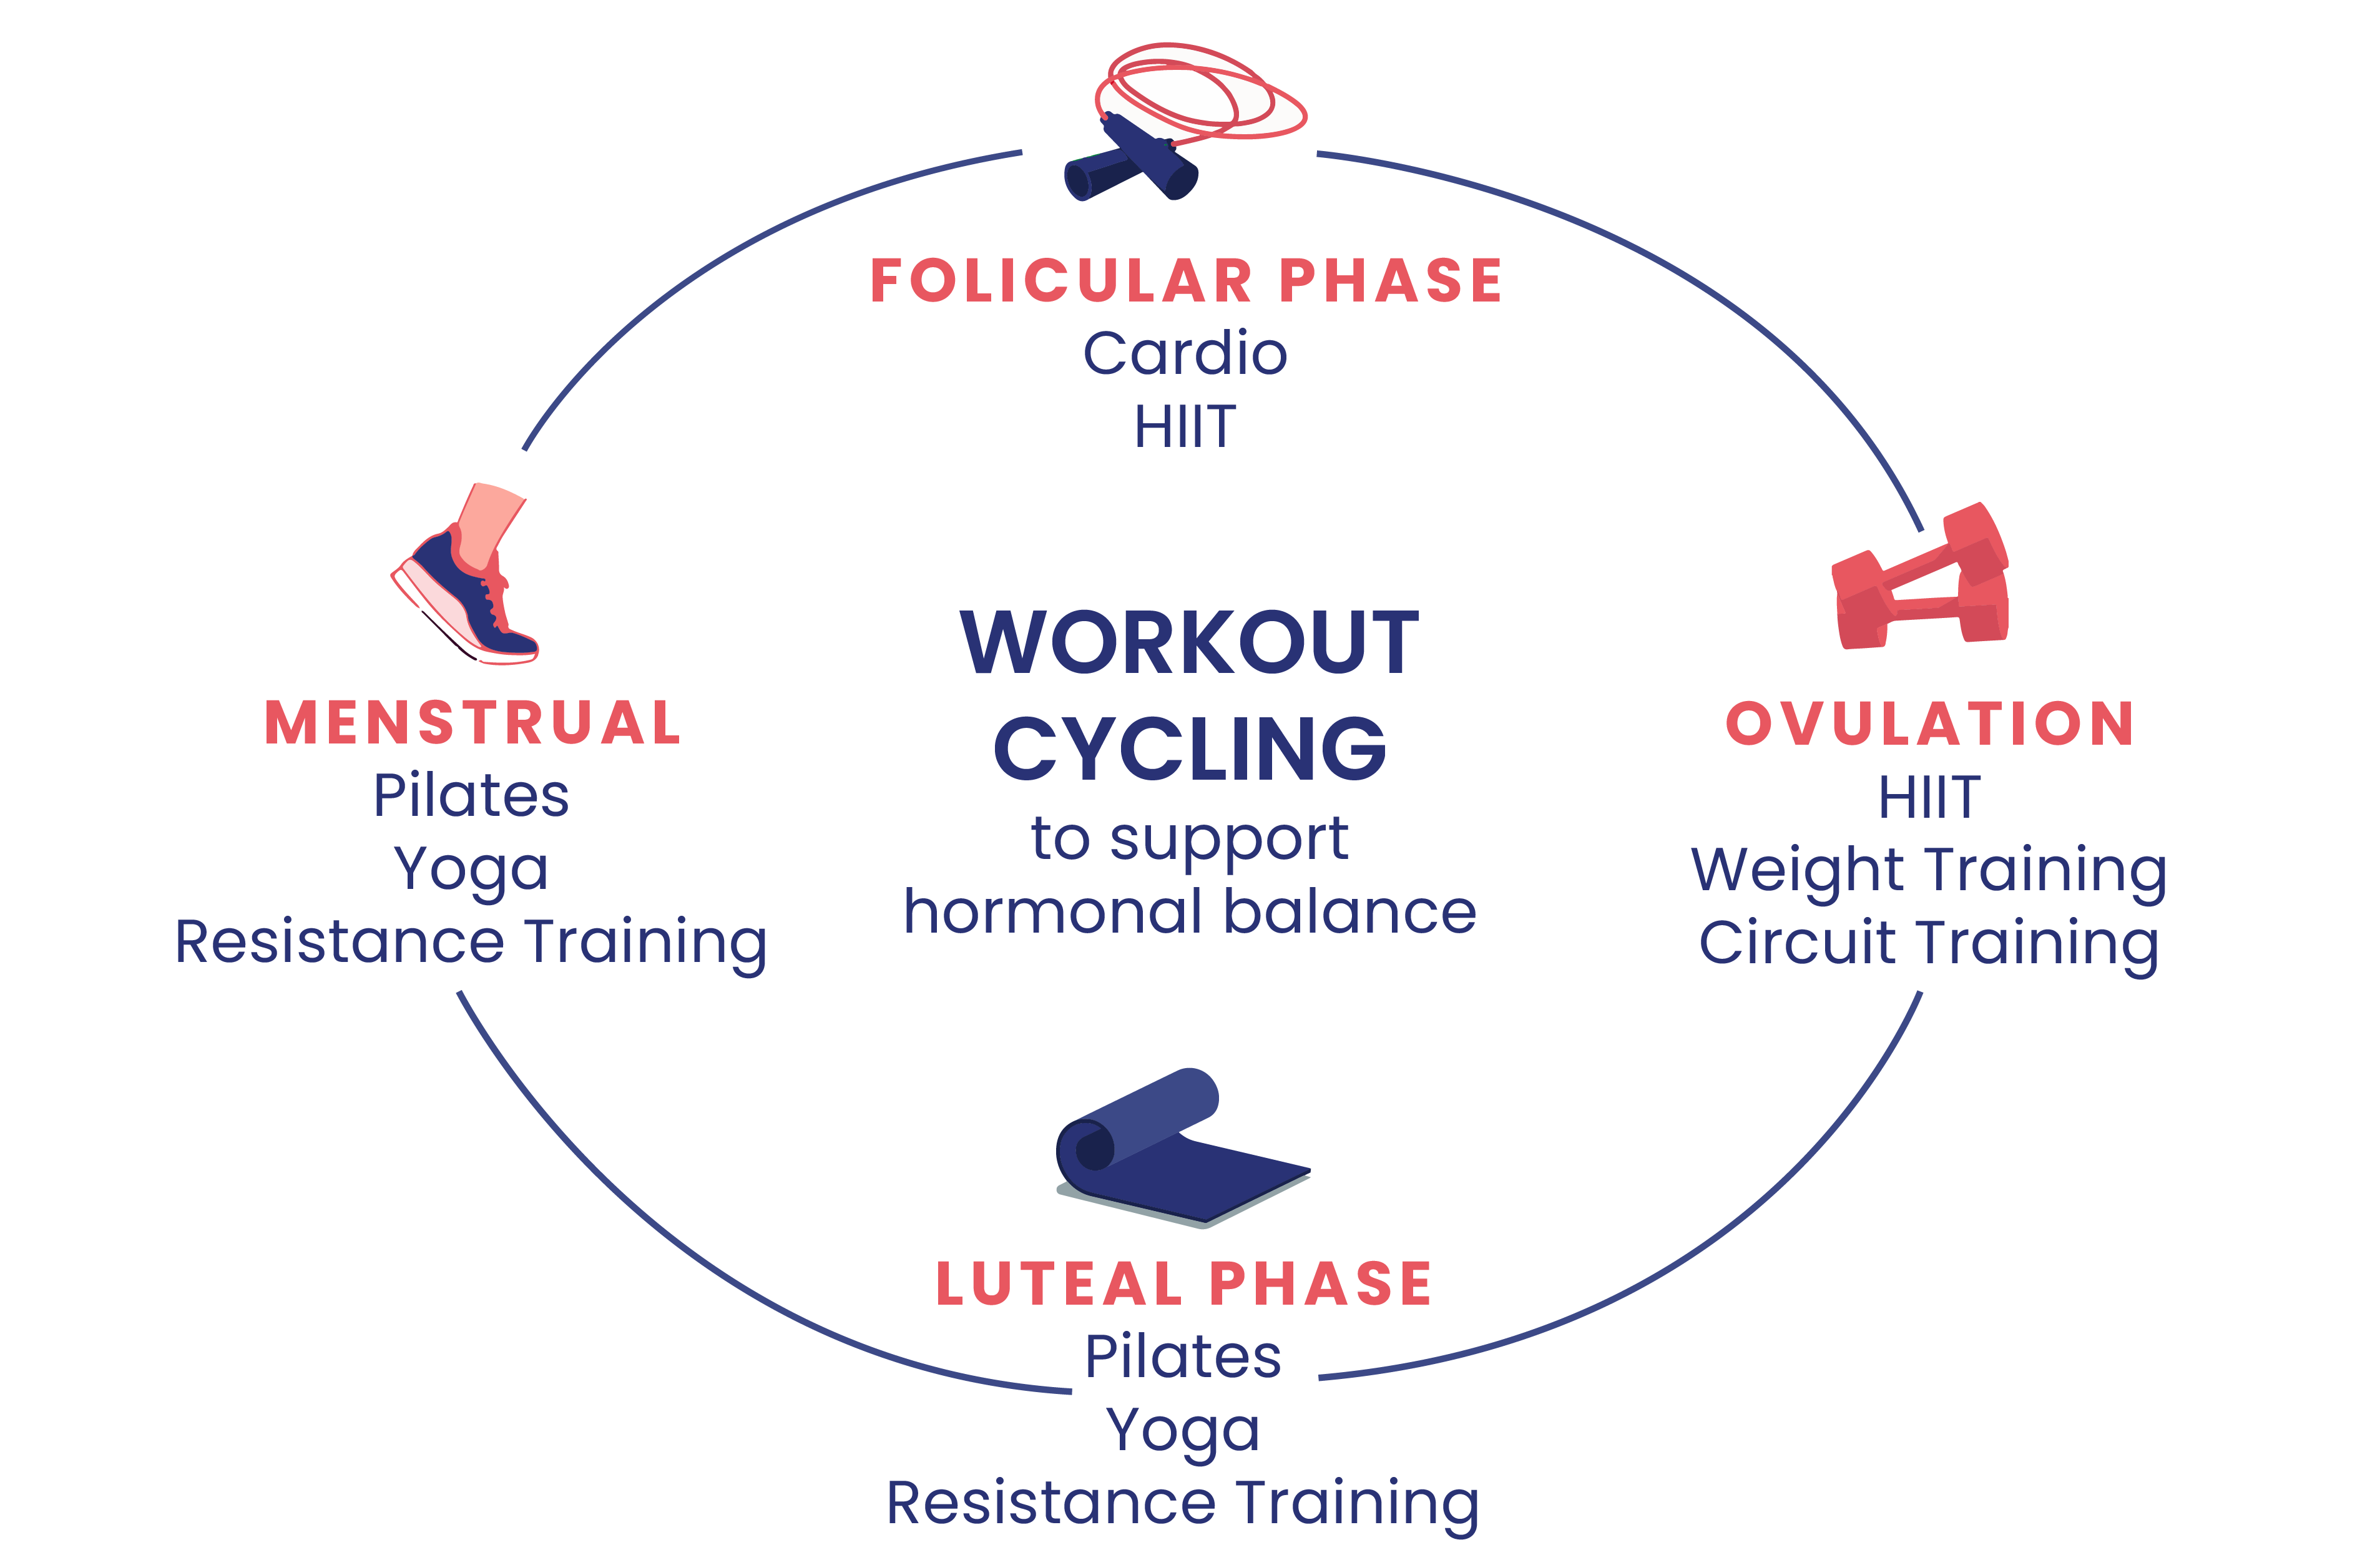 FOLICULAR PHASE
Cardio
HIIT
MENSTRUAL
Pilates
Yoga
Resistance Training
WORKOUT
CYCLING
to support
hormonal balance
OVULATION
HIIT
Weight Training
Circuit Training
LUTEAL PHASE
Pilates
Yoga
Resistance Training